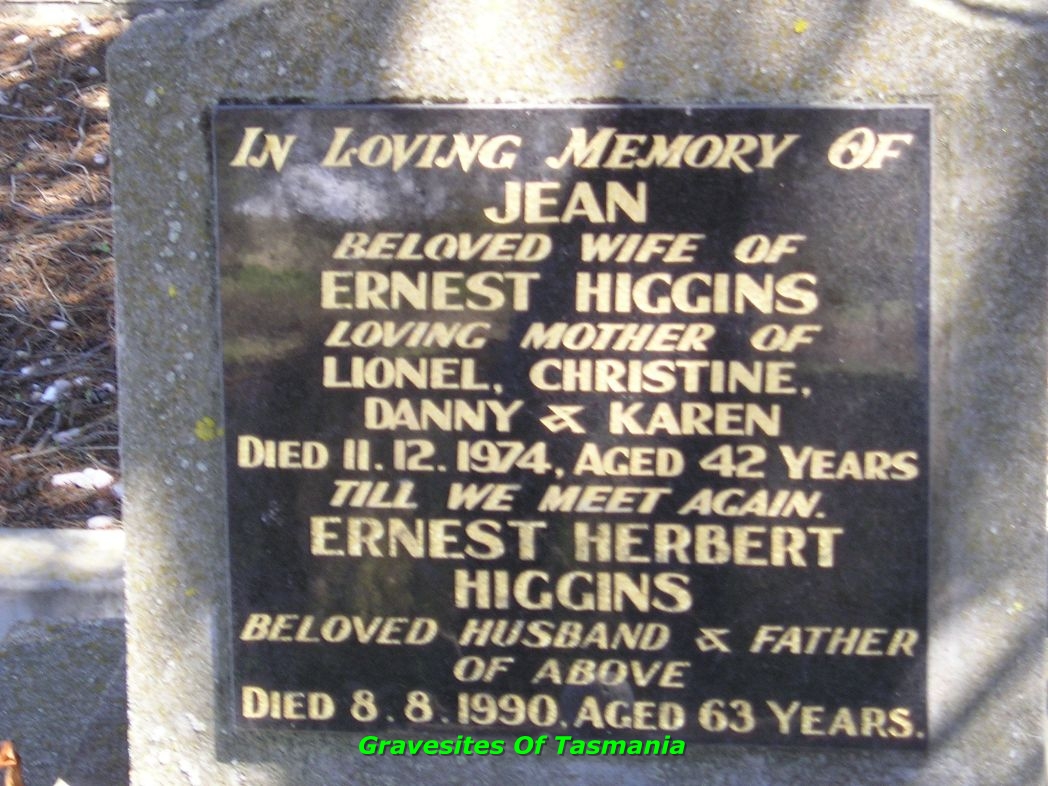 In Loving Memory Of
JEAN
BELOVED WIFE OF
ERNEST HIGGINS
LOVING MOTHER OF
LIONEL, CHRISTINE,
DANNY & KAREN
DIED 11.12.1974, AGED 42 YEARS
TILL WE MEET AGAIN.
ERNEST HERBERT
HIGGINS
BELOVED HUSBAND & FATHER
OF ABOVE
DIED 8.8.1990. AGED 63 YEARS.
Gravesites Of Tasmania